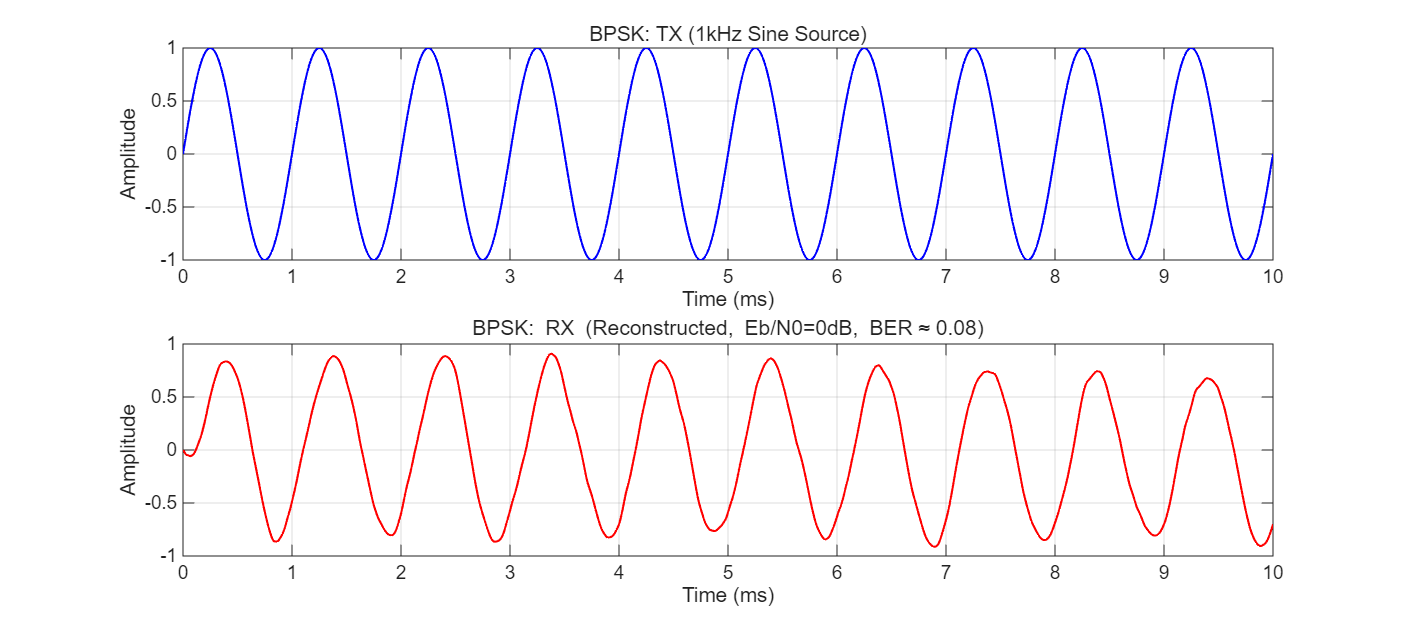 BPSK: TX (1kHz Sine Source)
1
0.5
0
-0.5
-1
Amplitude
0 1 2 3 4 5 6 7 8 9 10
Time (ms)
BPSK:  RX  (Reconstructed,  Eb/N0=0dB,  BER ≈ 0.08)
1
0.5
0
-0.5
-1
Amplitude
0 1 2 3 4 5 6 7 8 9 10
Time (ms)